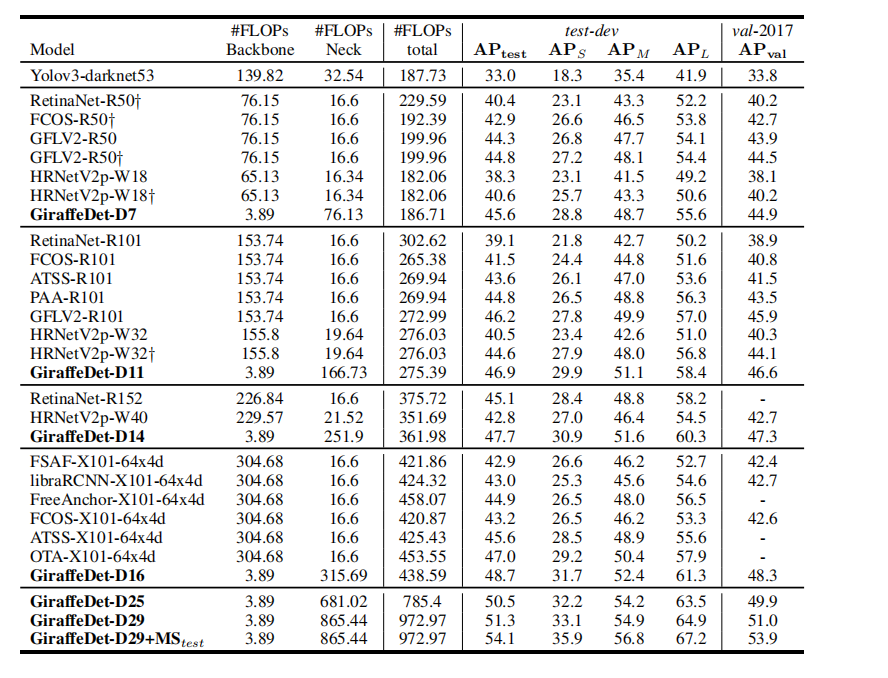 #FLOPs #FLOPs #FLOPs test-dev val-2017
Model Backbone Neck total APtest APS APM APL APval
Yolov3-darknet53 139.82 32.54 187.73 33.0 18.3 35.4 41.9 33.8
RetinaNet-R50† 76.15 16.6 229.59 40.4 23.1 43.3 52.2 40.2
FCOS-R50† 76.15 16.6 192.39 42.9 26.6 46.5 53.8 42.7
GFLV2-R50 76.15 16.6 199.96 44.3 26.8 47.7 54.1 43.9
GFLV2-R50† 76.15 16.6 199.96 44.8 27.2 48.1 54.4 44.5
HRNetV2p-W18 65.13 16.34 182.06 38.3 23.1 41.5 49.2 38.1
HRNetV2p-W18† 65.13 16.34 182.06 40.6 25.7 43.3 50.6 40.2
GiraffeDet-D7 3.89 76.13 186.71 45.6 28.8 48.7 55.6 44.9
RetinaNet-R101 153.74 16.6 302.62 39.1 21.8 42.7 50.2 38.9
FCOS-R101 153.74 16.6 265.38 41.5 24.4 44.8 51.6 40.8
ATSS-R101 153.74 16.6 269.94 43.6 26.1 47.0 53.6 41.5
PAA-R101 153.74 16.6 269.94 44.8 26.5 48.8 56.3 43.5
GFLV2-R101 153.74 16.6 272.99 46.2 27.8 49.9 57.0 45.9
HRNetV2p-W32 155.8 19.64 276.03 40.5 23.4 42.6 51.0 40.3
HRNetV2p-W32† 155.8 19.64 276.03 44.6 27.9 48.0 56.8 44.1
GiraffeDet-D11 3.89 166.73 275.39 46.9 29.9 51.1 58.4 46.6
RetinaNet-R152 226.84 16.6 375.72 45.1 28.4 48.8 58.2 -
HRNetV2p-W40 229.57 21.52 351.69 42.8 27.0 46.4 54.5 42.7
GiraffeDet-D14 3.89 251.9 361.98 47.7 30.9 51.6 60.3 47.3
FSAF-X101-64x4d 304.68 16.6 421.86 42.9 26.6 46.2 52.7 42.4
libraRCNN-X101-64x4d 304.68 16.6 424.32 43.0 25.3 45.6 54.6 42.7
FreeAnchor-X101-64x4d 304.68 16.6 458.07 44.9 26.5 48.0 56.5 -
FCOS-X101-64x4d 304.68 16.6 420.87 43.2 26.5 46.2 53.3 42.6
ATSS-X101-64x4d 304.68 16.6 425.43 45.6 28.5 48.9 55.6 -
OTA-X101-64x4d 304.68 16.6 453.55 47.0 29.2 50.4 57.9 -
GiraffeDet-D16 3.89 315.69 438.59 48.7 31.7 52.4 61.3 48.3
GiraffeDet-D25 3.89 681.02 785.4 50.5 32.2 54.2 63.5 49.9
GiraffeDet-D29 3.89 865.44 972.97 51.3 33.1 54.9 64.9 51.0
GiraffeDet-D29+MStest 3.89 865.44 972.97 54.1 35.9 56.8 67.2 53.9